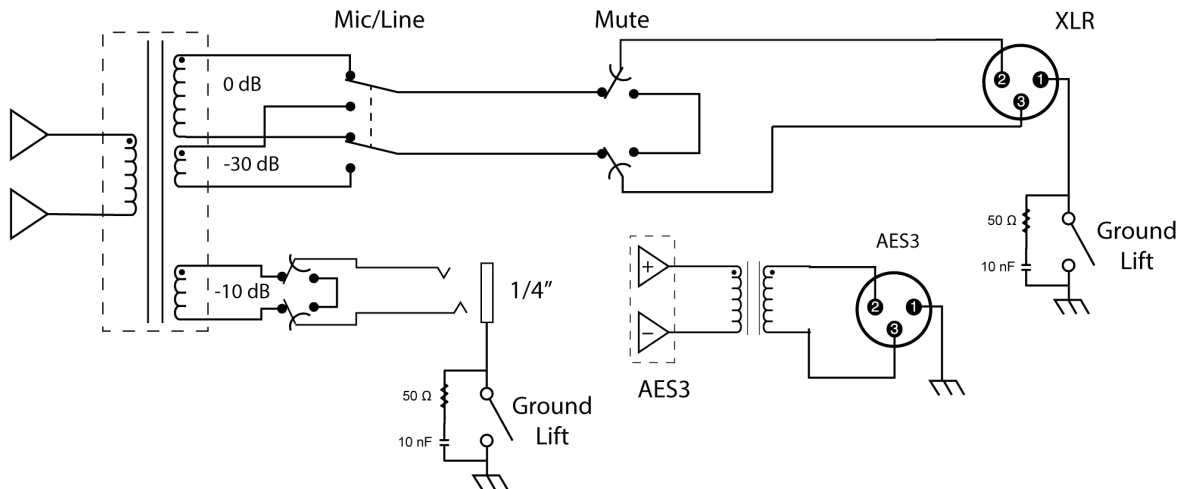 Mic/Line
Mute
XLR
0 dB
-30 dB
2
1
3
50 Ω
10 nF
Ground
Lift
-10 dB
1/4”
AES3
+
−
2
1
3
AES3
50 Ω
10 nF
Ground
Lift